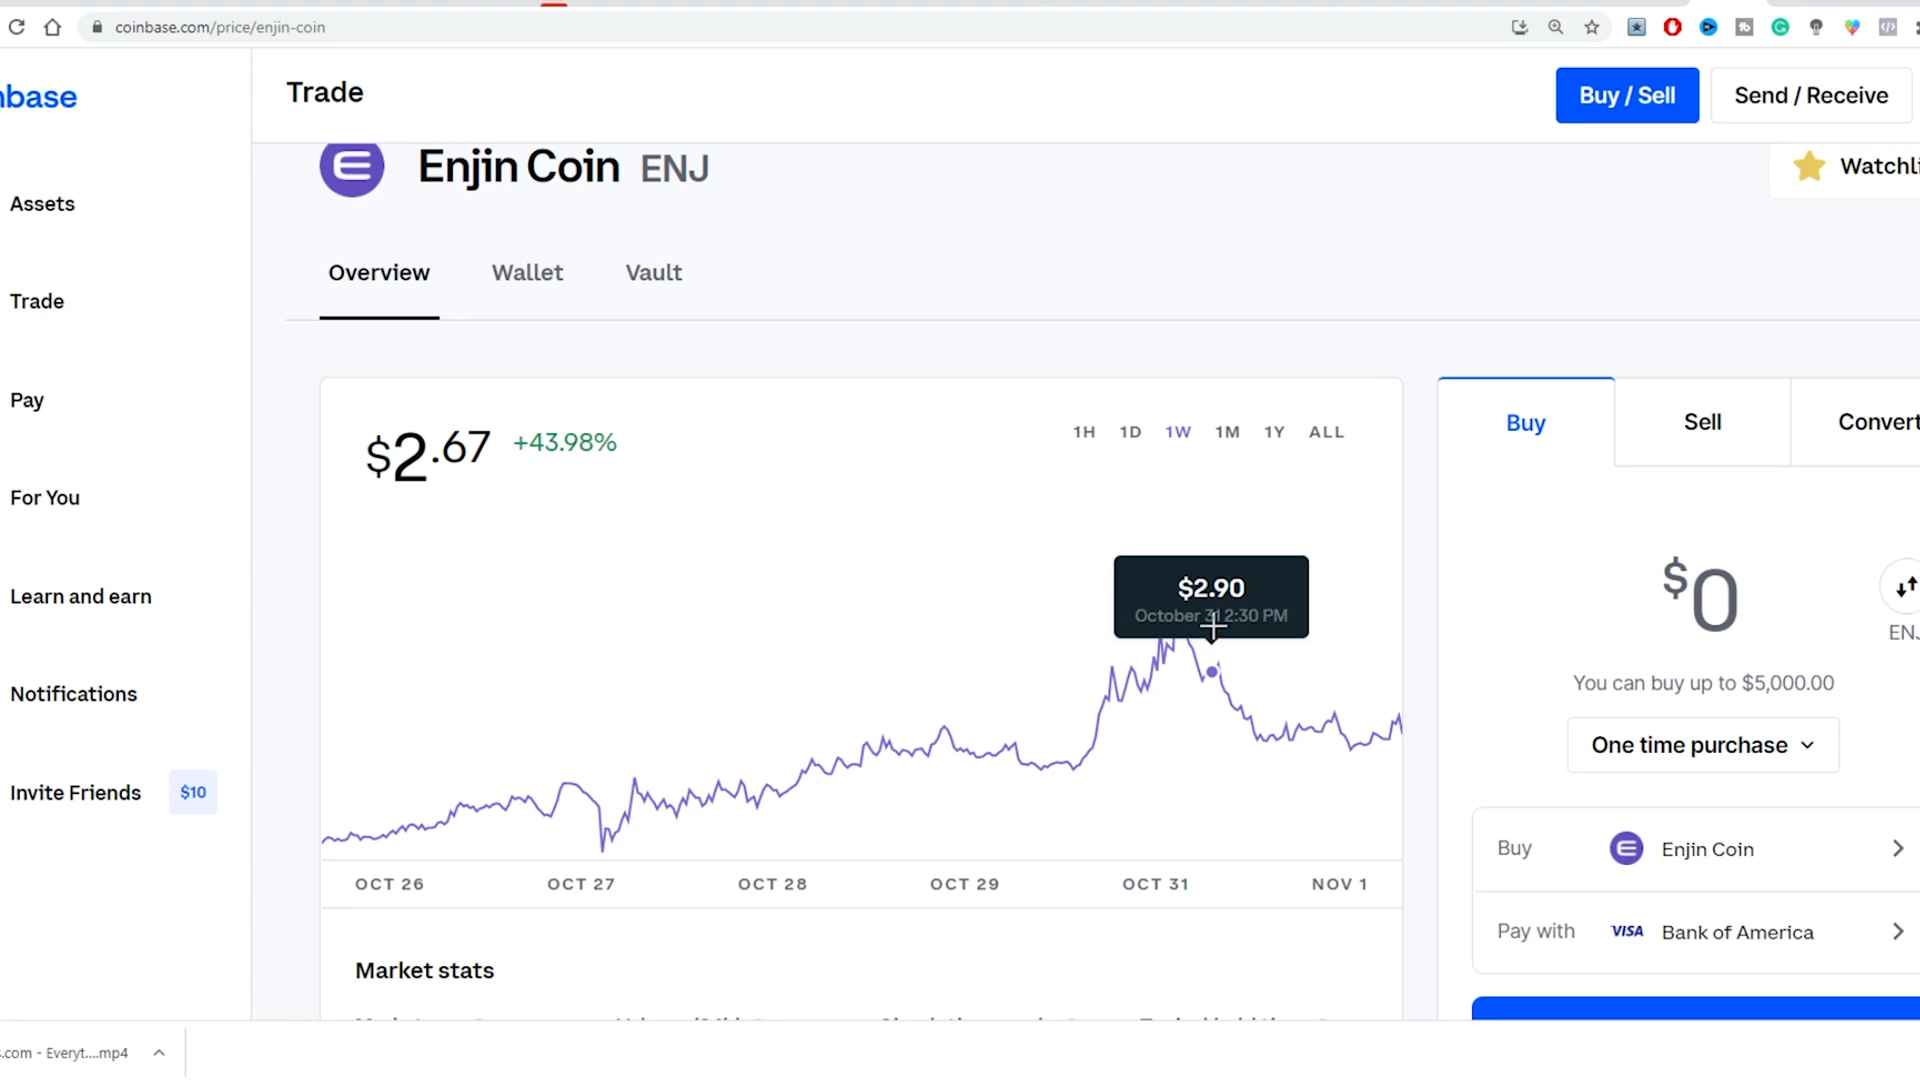 coinbase.com/price/enjin-coin
nbase
Trade
Buy / Sell
Send / Receive
Enjin Coin ENJ
Watchli
Assets
Trade
Pay
For You
Learn and earn
Notifications
Invite Friends $10
Overview Wallet Vault
$2.67 +43.98%
1H 1D 1W 1M 1Y ALL
$2.90
October 31 2:30 PM
OCT 26 OCT 27 OCT 28 OCT 29 OCT 31 NOV 1
Market stats
Buy Sell Convert
$0
ENJ
You can buy up to $5,000.00
One time purchase
Buy Enjin Coin
Pay with VISA Bank of America
s.com - Everyt....mp4